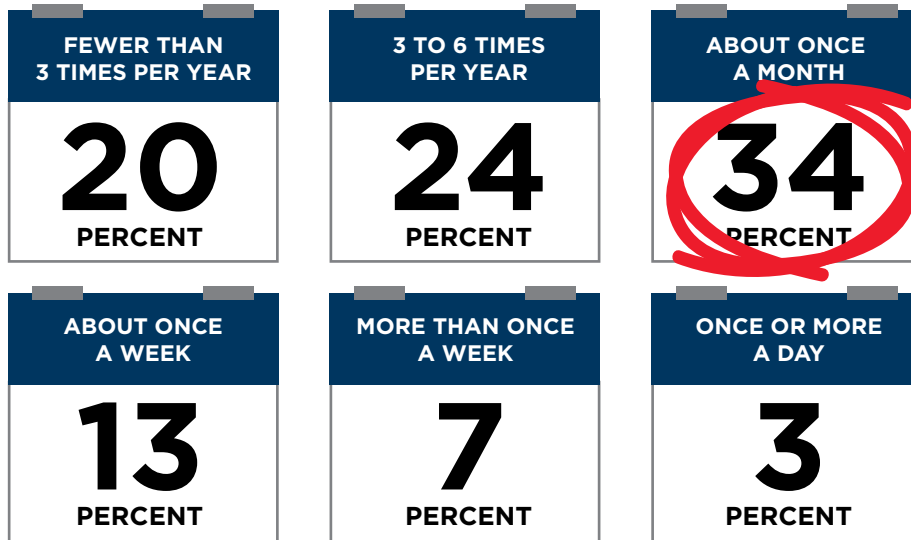 FEWER THAN
3 TIMES PER YEAR
20
PERCENT
3 TO 6 TIMES
PER YEAR
24
PERCENT
ABOUT ONCE
A MONTH
34
PERCENT
ABOUT ONCE
A WEEK
13
PERCENT
MORE THAN ONCE
A WEEK
7
PERCENT
ONCE OR MORE
A DAY
3
PERCENT